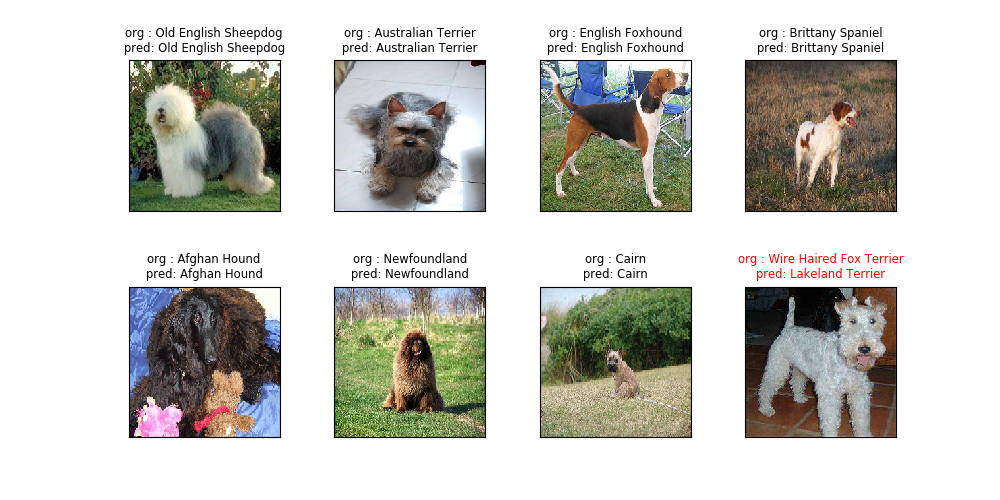 org : Old English Sheepdog
pred: Old English Sheepdog
org : Australian Terrier
pred: Australian Terrier
org : English Foxhound
pred: English Foxhound
org : Brittany Spaniel
pred: Brittany Spaniel
org : Afghan Hound
pred: Afghan Hound
org : Newfoundland
pred: Newfoundland
org : Cairn
pred: Cairn
org : Wire Haired Fox Terrier
pred: Lakeland Terrier